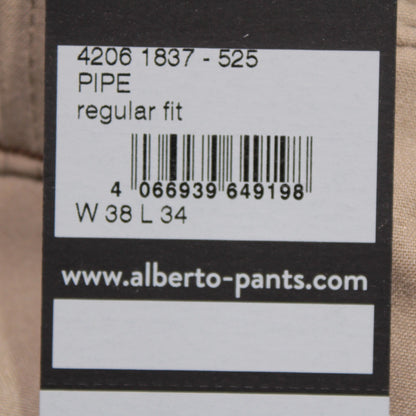 4206 1837 - 525
PIPE
regular fit
4 066939 649198
W 38 L 34
www.alberto-pants.com